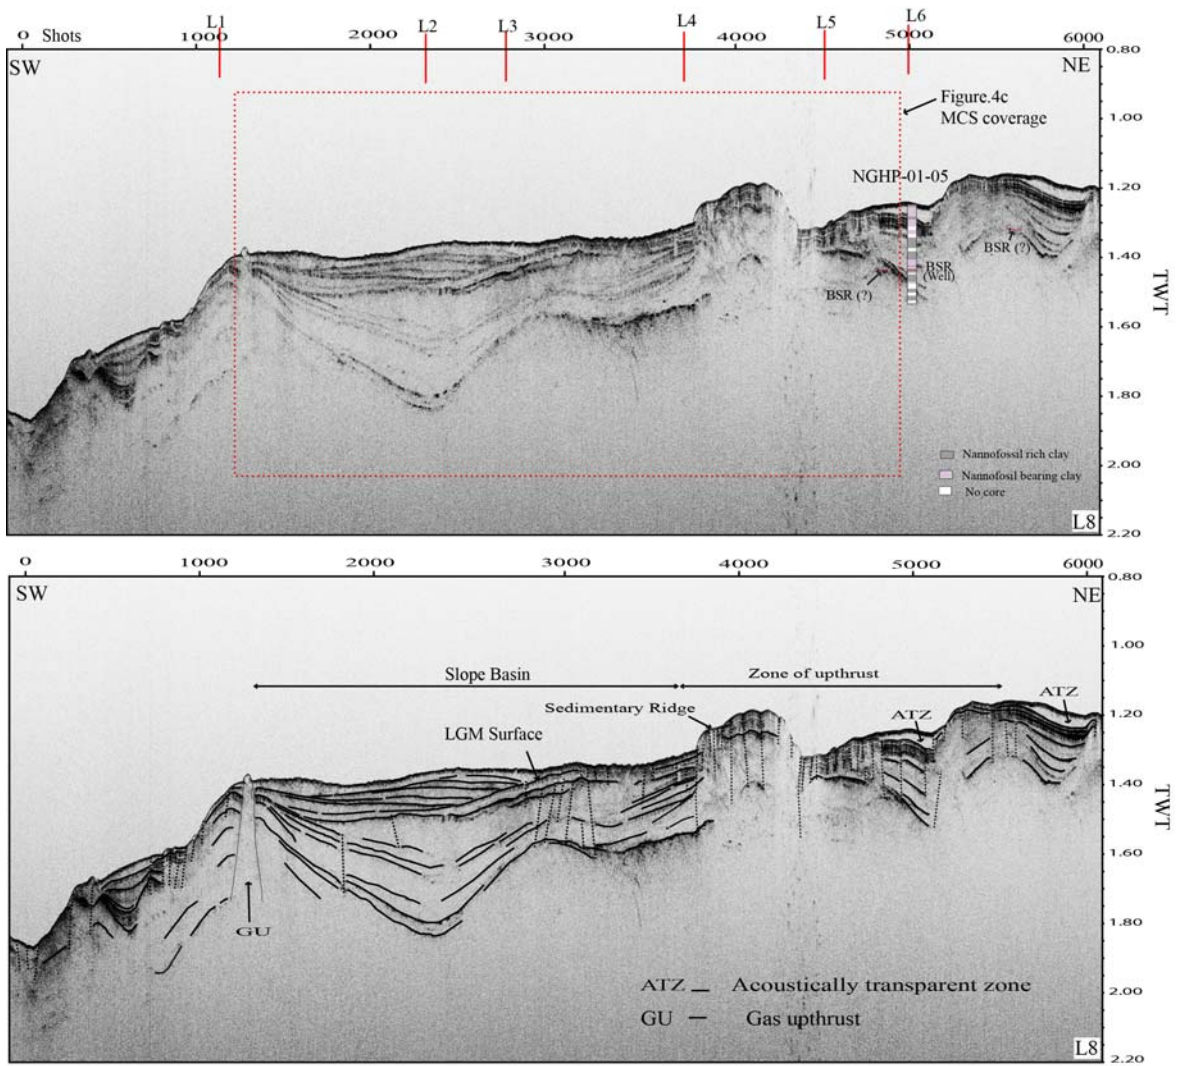 L1 L2 L3 L4 L5 L6
0 Shots 1000 2000 3000 4000 5000 6000
SW NE
0.80
Figure.4c
MCS coverage
1.00
NGHP-01-05
1.20
BSR (?)
1.40
BSR
(Well)
BSR (?)
TWT
1.60
1.80
Nannofossil rich clay
2.00
Nannofosil bearing clay
No core
L8
2.20
0 1000 2000 3000 4000 5000 6000
0.80
SW NE
1.00
Slope Basin Zone of upthrust
ATZ
Sedimentary Ridge
1.20
ATZ
LGM Surface
1.40
TWT
1.60
1.80
GU
ATZ – Acoustically transparent zone
2.00
GU – Gas upthrust
L8
2.20